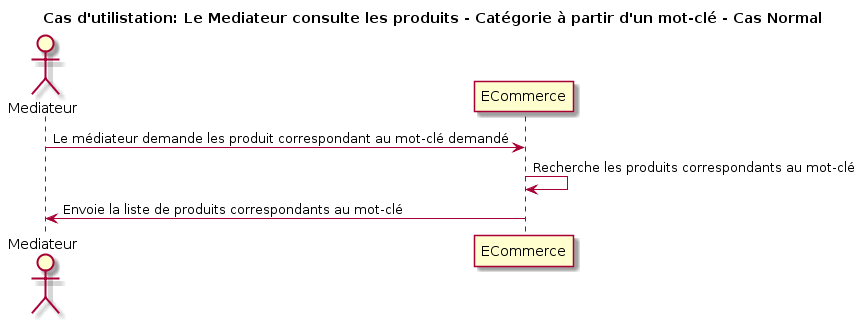 Cas d'utilistation: Le Mediateur consulte les produits - Catégorie à partir d'un mot-clé - Cas Normal
Mediateur
ECommerce
Le médiateur demande les produit correspondant au mot-clé demandé
Recherche les produits correspondants au mot-clé
Envoie la liste de produits correspondants au mot-clé
Mediateur
ECommerce